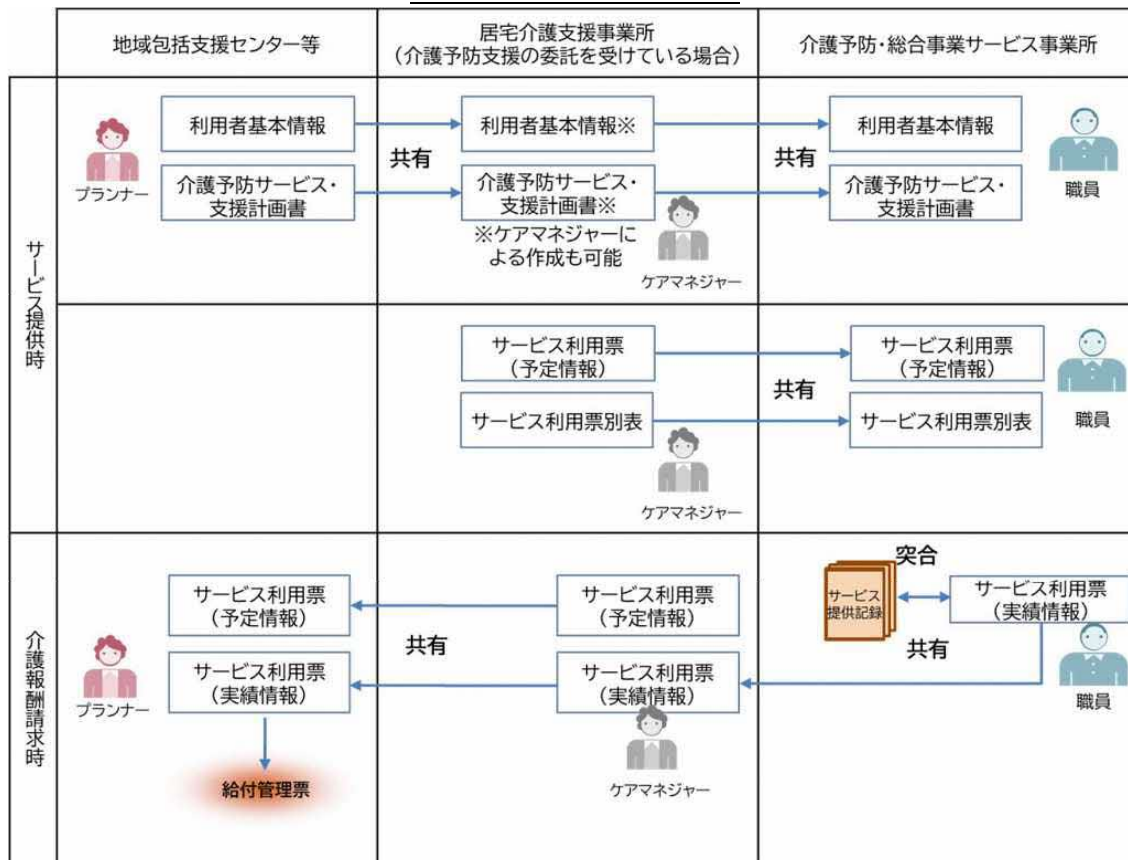 地域包括支援センター等
居宅介護支援事業所
(介護予防支援の委託を受けている場合)
介護予防・総合事業サービス事業所
サービス提供時
利用者基本情報
共有
利用者基本情報※
共有
利用者基本情報
プランナー
介護予防サービス・
支援計画書
介護予防サービス・
支援計画書※
※ケアマネジャーに
よる作成も可能
ケアマネジャー
介護予防サービス・
支援計画書
職員
サービス利用票
(予定情報)
共有
サービス利用票
(予定情報)
サービス利用票別表
サービス利用票別表
ケアマネジャー
職員
介護報酬請求時
プランナー
サービス利用票
(予定情報)
共有
サービス利用票
(予定情報)
サービス利用票
(実績情報)
サービス利用票
(実績情報)
ケアマネジャー
給付管理票
突合
サービス
提供記録
サービス利用票
(実績情報)
共有
職員